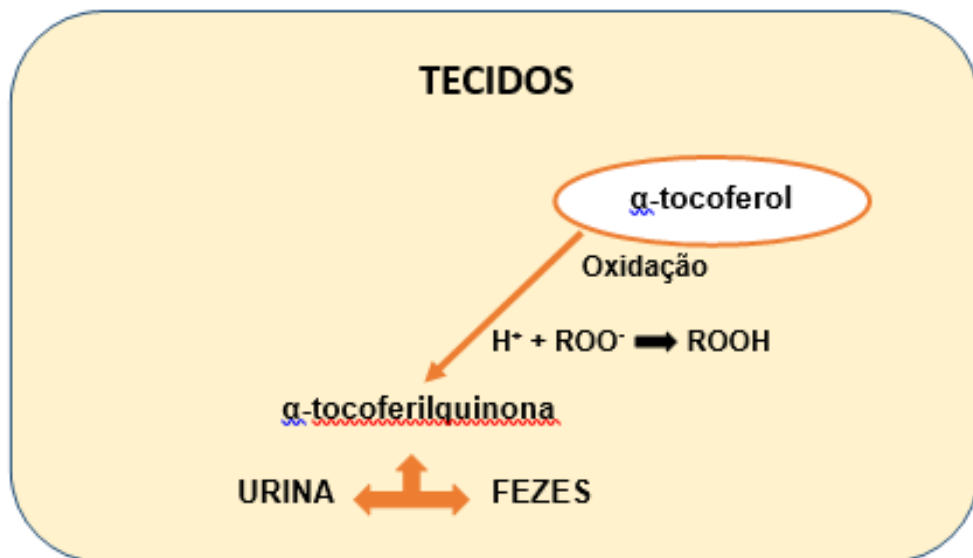 TECIDOS
α-tocoferol
Oxidação
H⁺ + ROO⁻ ➡ ROOH
α-tocoferilquinona
URINA FEZES